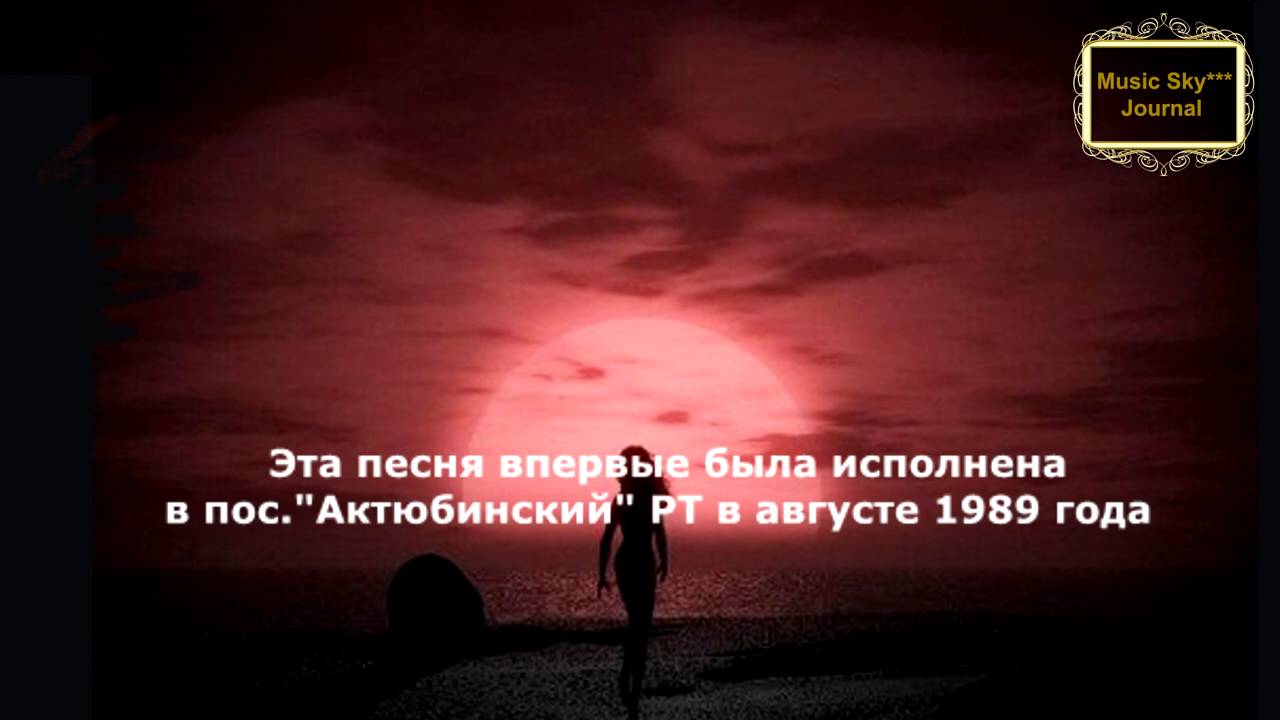 Music Sky***
Journal
Эта песня впервые была исполнена
в пос."Актюбинский" РТ в августе 1989 года